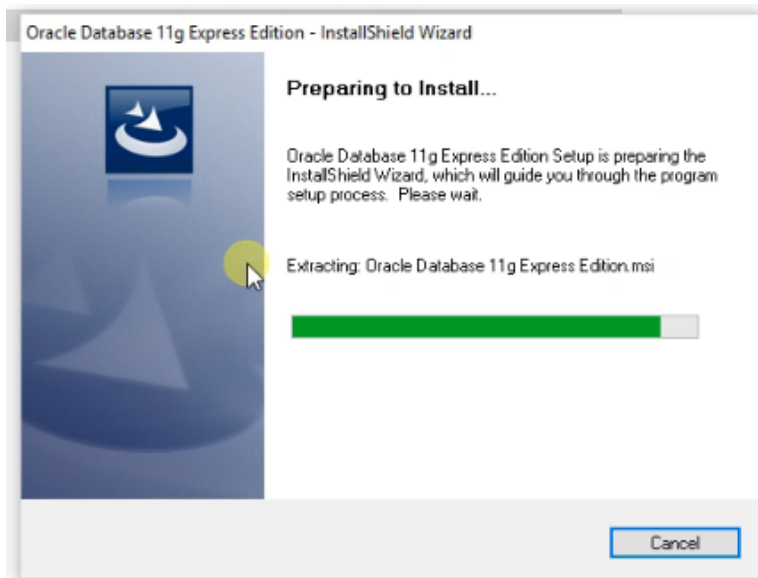 Oracle Database 11g Express Edition - InstallShield Wizard
Preparing to Install...
Oracle Database 11g Express Edition Setup is preparing the
InstallShield Wizard, which will guide you through the program
setup process. Please wait.
Extracting: Oracle Database 11g Express Edition.msi
Cancel